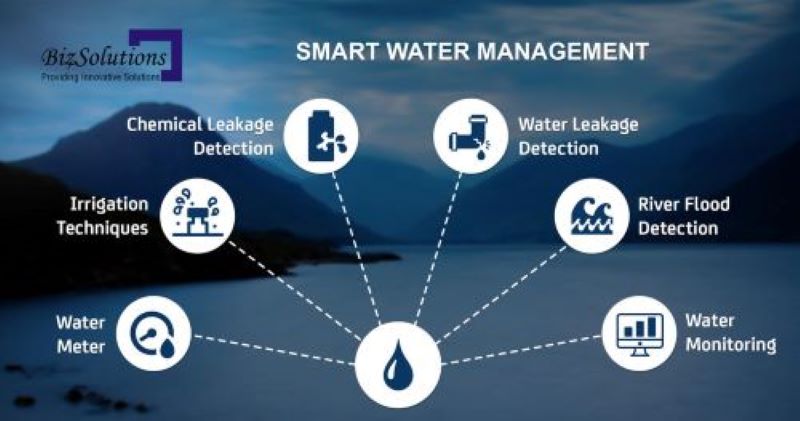 BizSolutions
Providing Innovative Solutions
SMART WATER MANAGEMENT
Chemical Leakage
Detection
Water Leakage
Detection
Irrigation
Techniques
River Flood
Detection
Water
Meter
Water
Monitoring